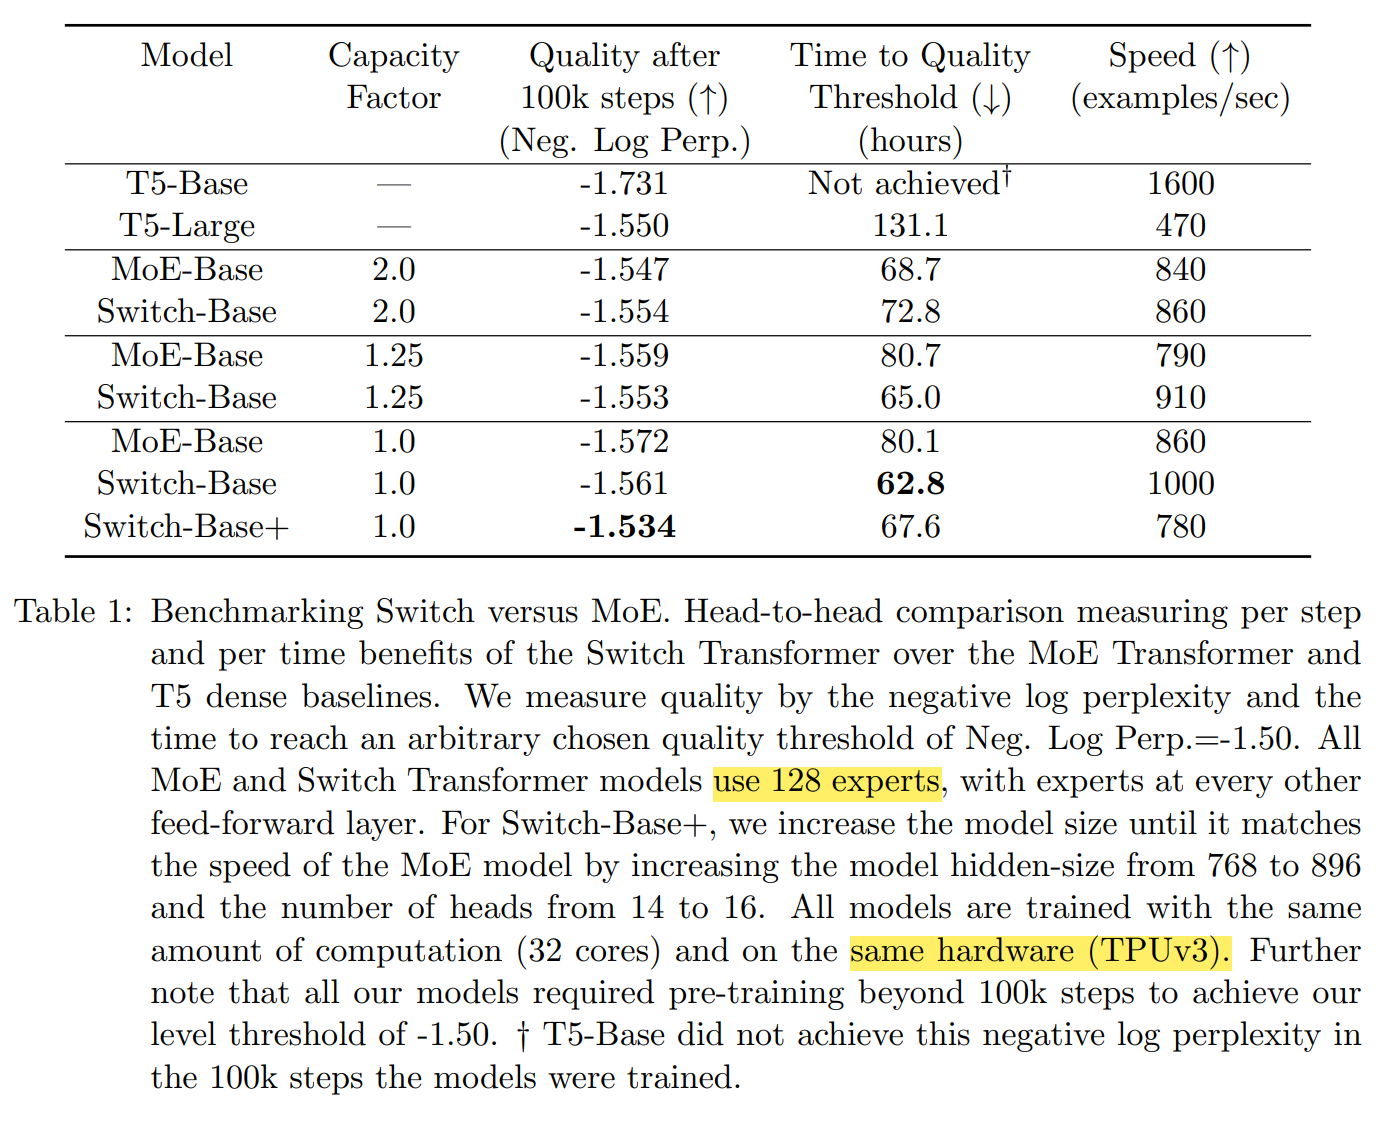 Model Capacity Quality after Time to Quality Speed (↑)
Factor 100k steps (↑) Threshold (↓) (examples/sec)
(Neg. Log Perp.) (hours)
T5-Base — -1.731 Not achieved† 1600
T5-Large — -1.550 131.1 470
MoE-Base 2.0 -1.547 68.7 840
Switch-Base 2.0 -1.554 72.8 860
MoE-Base 1.25 -1.559 80.7 790
Switch-Base 1.25 -1.553 65.0 910
MoE-Base 1.0 -1.572 80.1 860
Switch-Base 1.0 -1.561 62.8 1000
Switch-Base+ 1.0 -1.534 67.6 780
Table 1: Benchmarking Switch versus MoE. Head-to-head comparison measuring per step
and per time benefits of the Switch Transformer over the MoE Transformer and
T5 dense baselines. We measure quality by the negative log perplexity and the
time to reach an arbitrary chosen quality threshold of Neg. Log Perp.=-1.50. All
MoE and Switch Transformer models use 128 experts, with experts at every other
feed-forward layer. For Switch-Base+, we increase the model size until it matches
the speed of the MoE model by increasing the model hidden-size from 768 to 896
and the number of heads from 14 to 16. All models are trained with the same
amount of computation (32 cores) and on the same hardware (TPUv3). Further
note that all our models required pre-training beyond 100k steps to achieve our
level threshold of -1.50. † T5-Base did not achieve this negative log perplexity in
the 100k steps the models were trained.